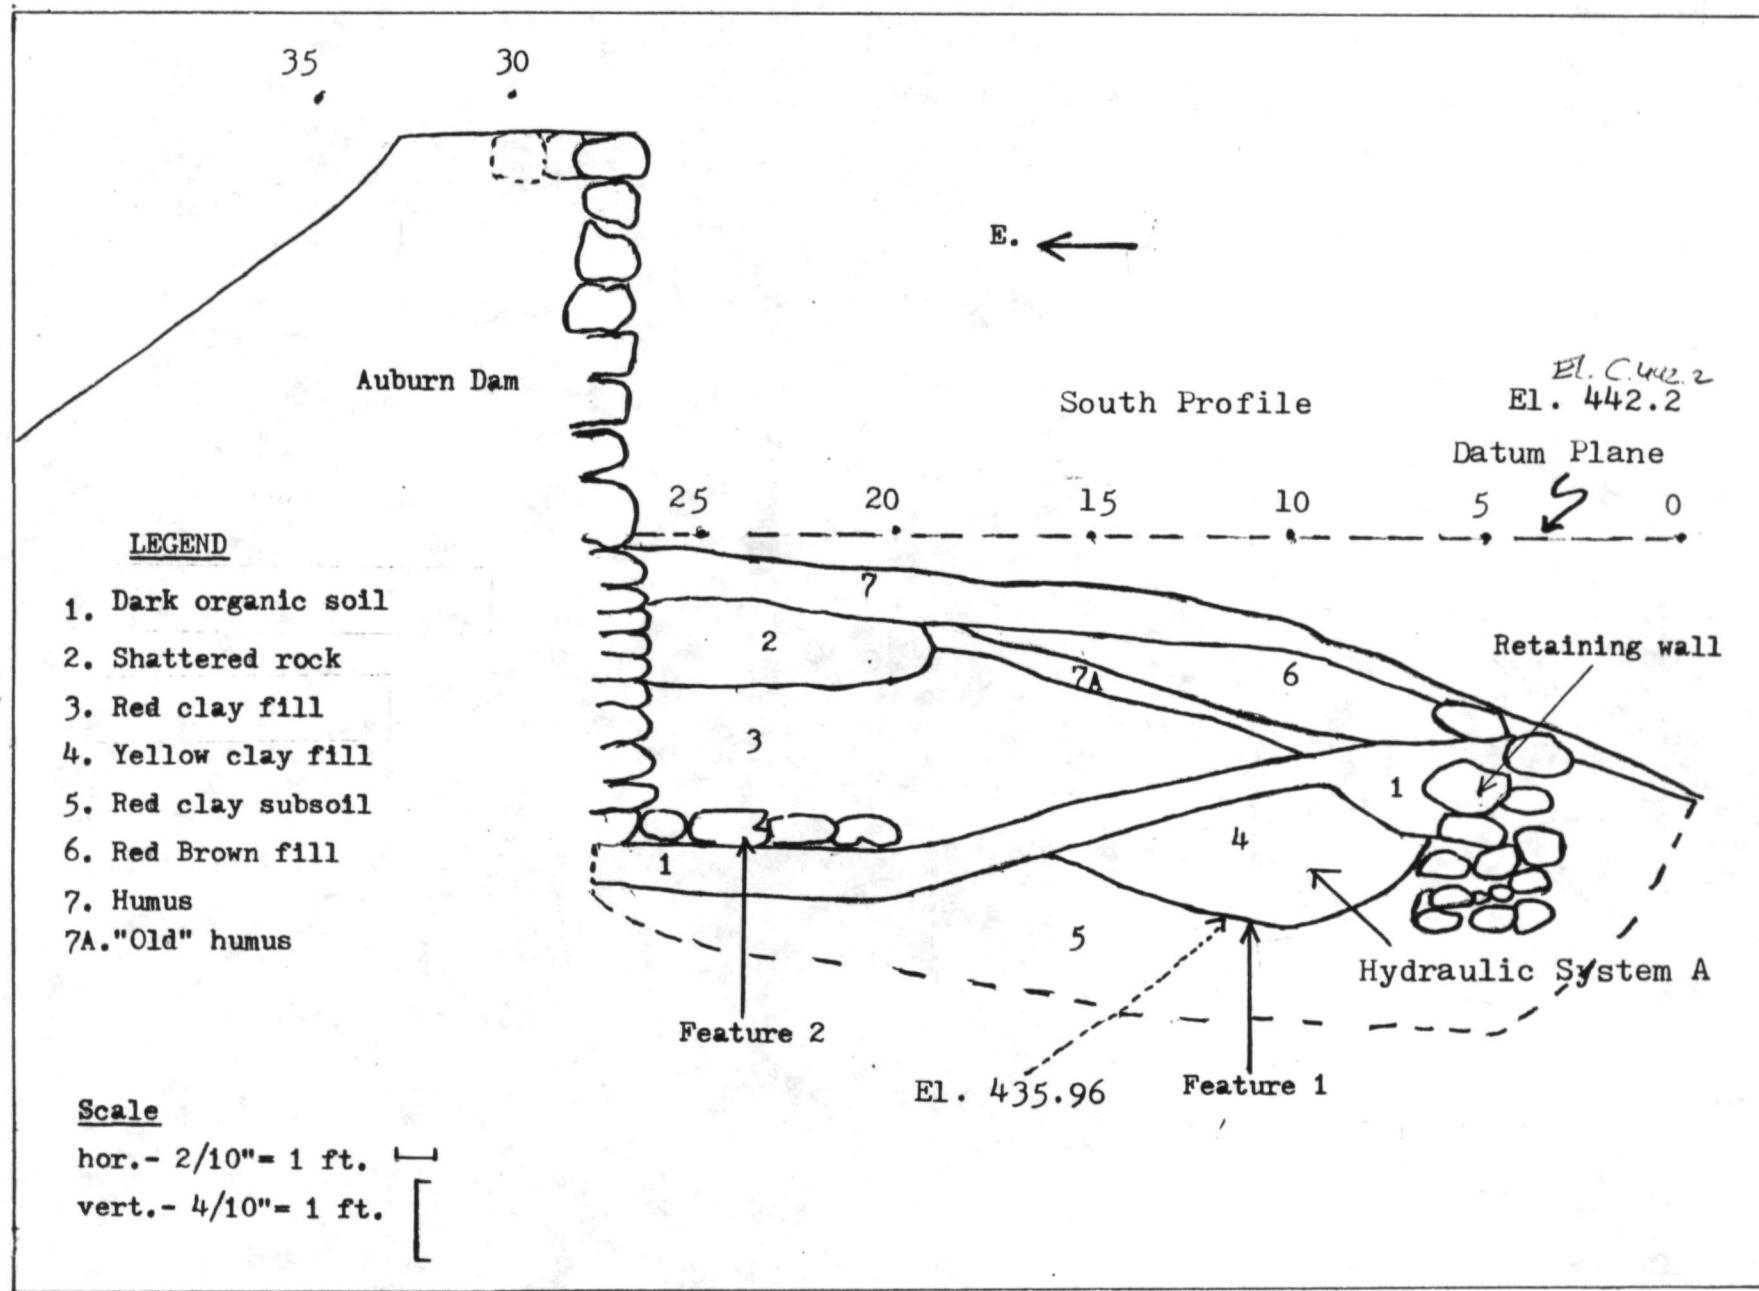 35 30
E.
Auburn Dam
South Profile
El. C.442.2
El. 442.2
Datum Plane
25 20 15 10 5 0
LEGEND
1. Dark organic soil
2. Shattered rock
3. Red clay fill
4. Yellow clay fill
5. Red clay subsoil
6. Red Brown fill
7. Humus
7A."Old" humus
7
2
7A
6
Retaining wall
3
1
4
1
5
Hydraulic System A
Feature 2
El. 435.96
Feature 1
Scale
hor.- 2/10"= 1 ft.
vert.- 4/10"= 1 ft.